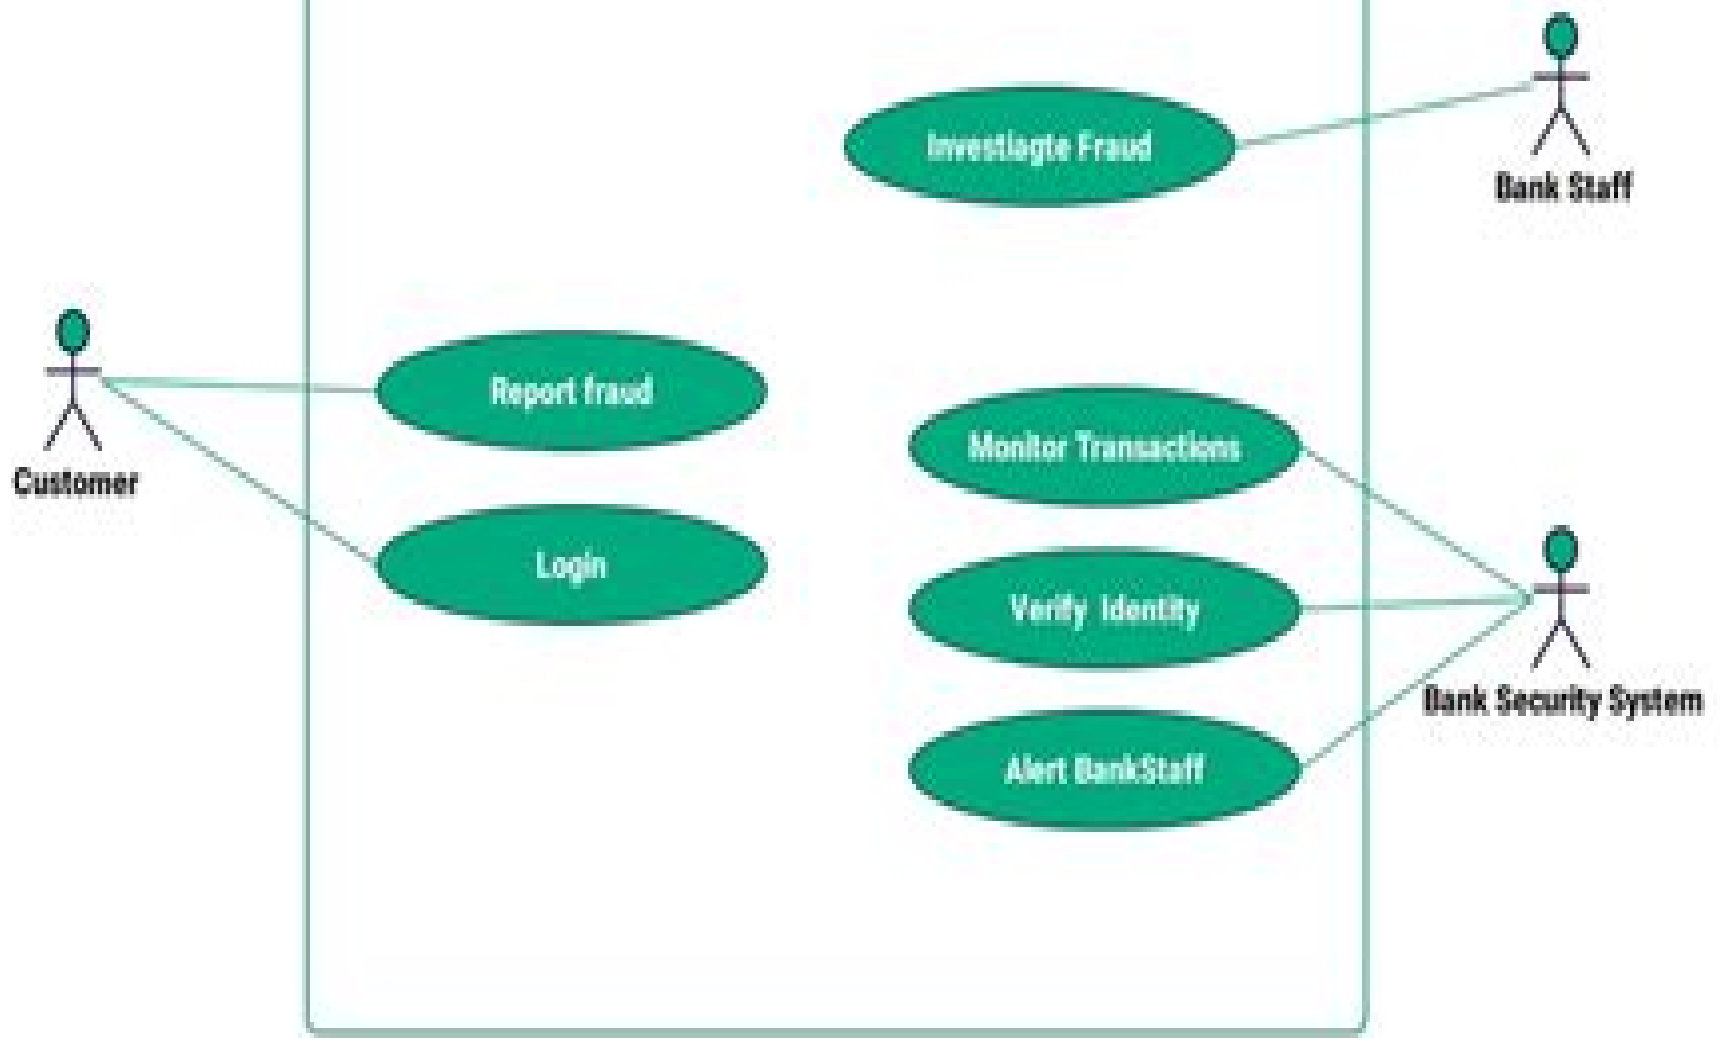 Investiagte Fraud
Bank Staff
Report fraud
Customer
Monitor Transactions
Login
Verify Identity
Bank Security System
Alert BankStaff